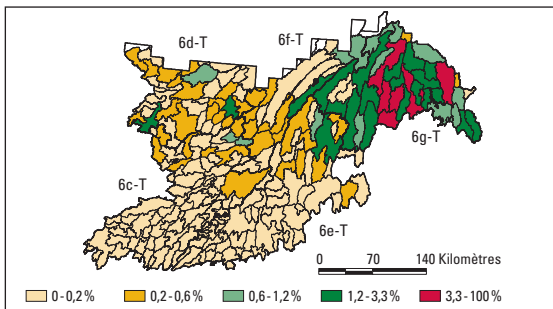 6d-T
6f-T
6g-T
6c-T
6e-T
0 70 140 Kilomètres
0 - 0,2 % 0,2 - 0,6 % 0,6 - 1,2 % 1,2 - 3,3 % 3,3 - 100 %